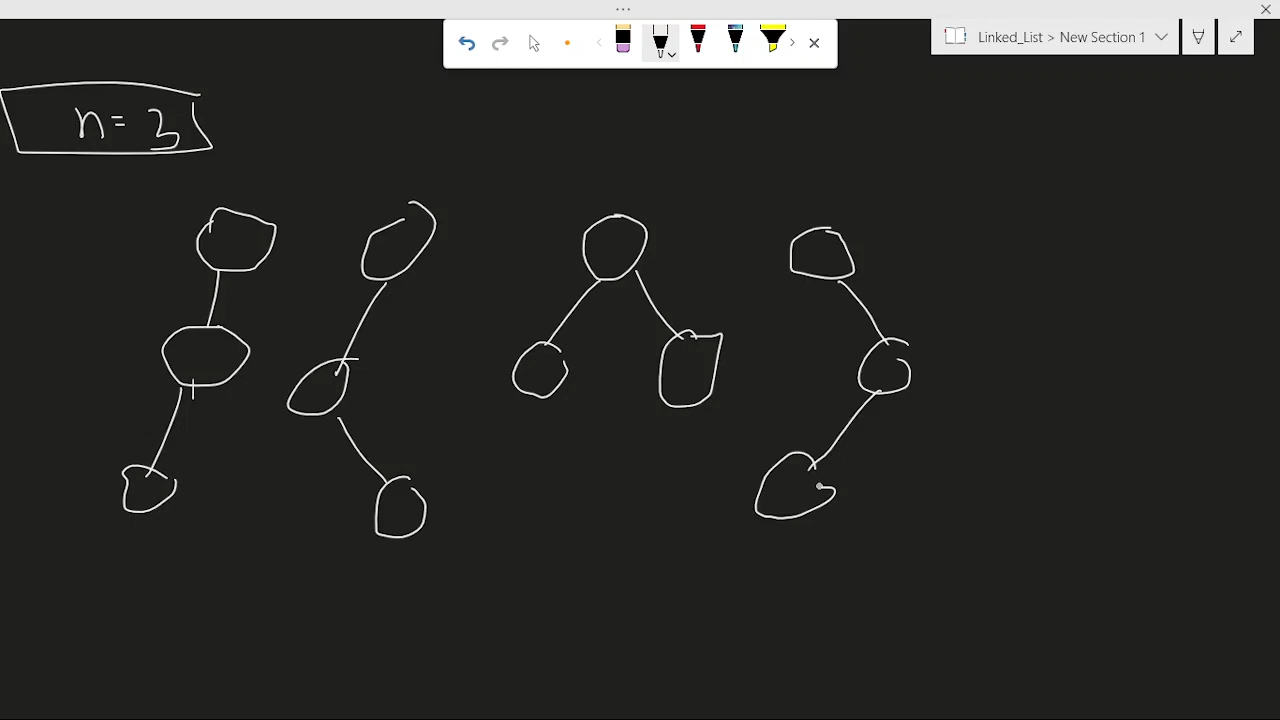 Linked_List > New Section 1
n = 3